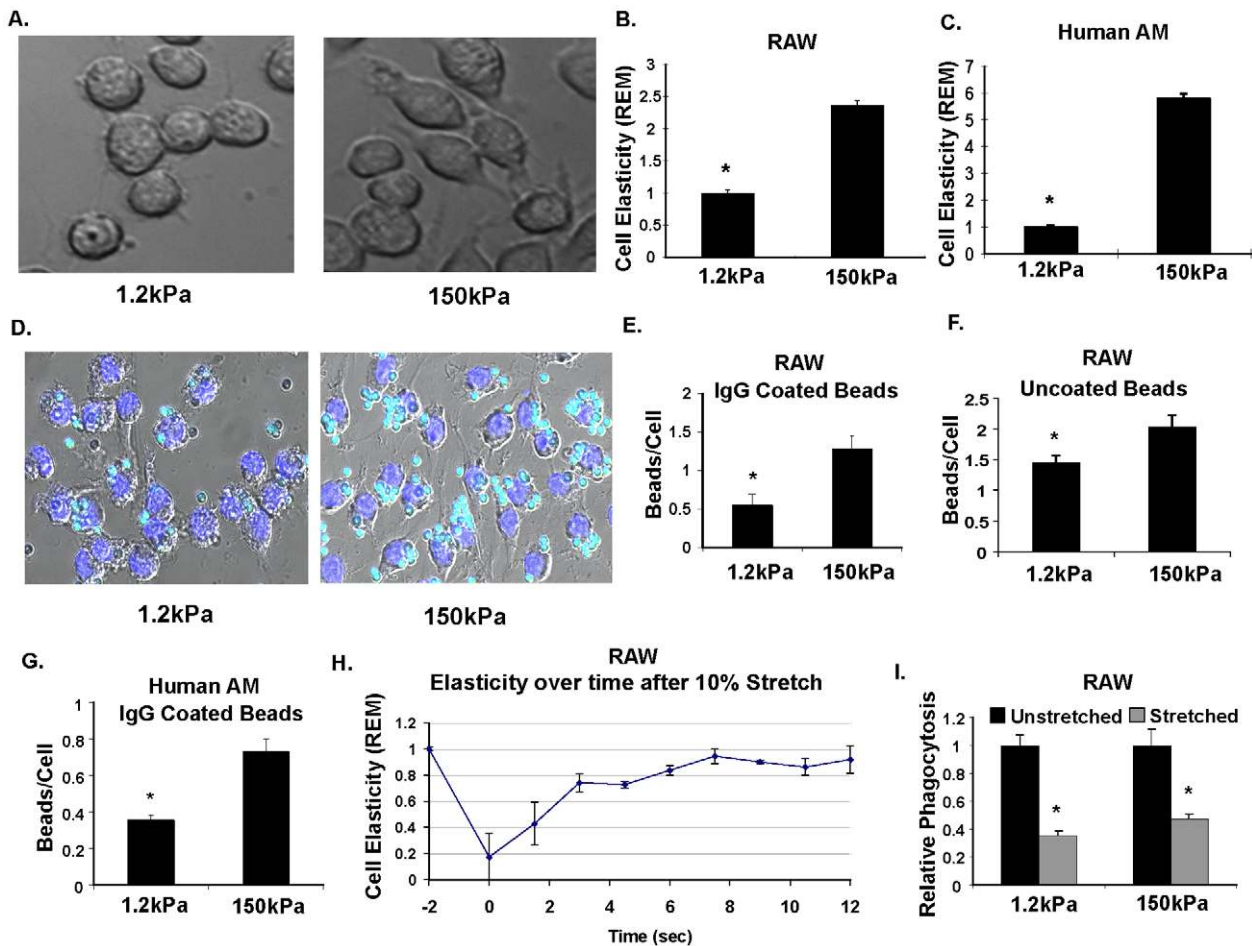 A.
1.2kPa
150kPa
B.
RAW
Cell Elasticity (REM)
3
2.5
2
1.5
1
0.5
0
*
1.2kPa
150kPa
C.
Human AM
Cell Elasticity (REM)
7
6
5
4
3
2
1
0
*
1.2kPa
150kPa
D.
1.2kPa
150kPa
E.
RAW
IgG Coated Beads
Beads/Cell
2
1.5
1
0.5
0
*
1.2kPa
150kPa
F.
RAW
Uncoated Beads
Beads/Cell
2.5
2
1.5
1
2.5
2
*
1.2kPa
150kPa
G.
Human AM
IgG Coated Beads
Beads/Cell
1
0.8
0.6
0.4
0.2
0
*
1.2kPa
150kPa
H.
RAW
Elasticity over time after 10% Stretch
Cell Elasticity (REM)
1.2
1
0.8
0.6
0.4
0.2
0
-2 0 2 4 6 8 10 12
Time (sec)
I.
RAW
Unstretched Stretched
Relative Phagocytosis
1.2
1
0.8
0.6
0.4
0.2
0
*
*
1.2kPa
150kPa